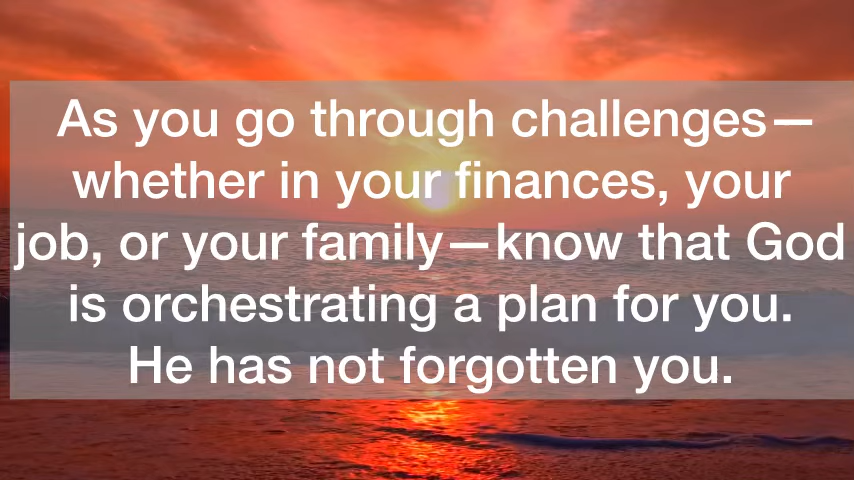 As you go through challenges—
whether in your finances, your
job, or your family—know that God
is orchestrating a plan for you.
He has not forgotten you.